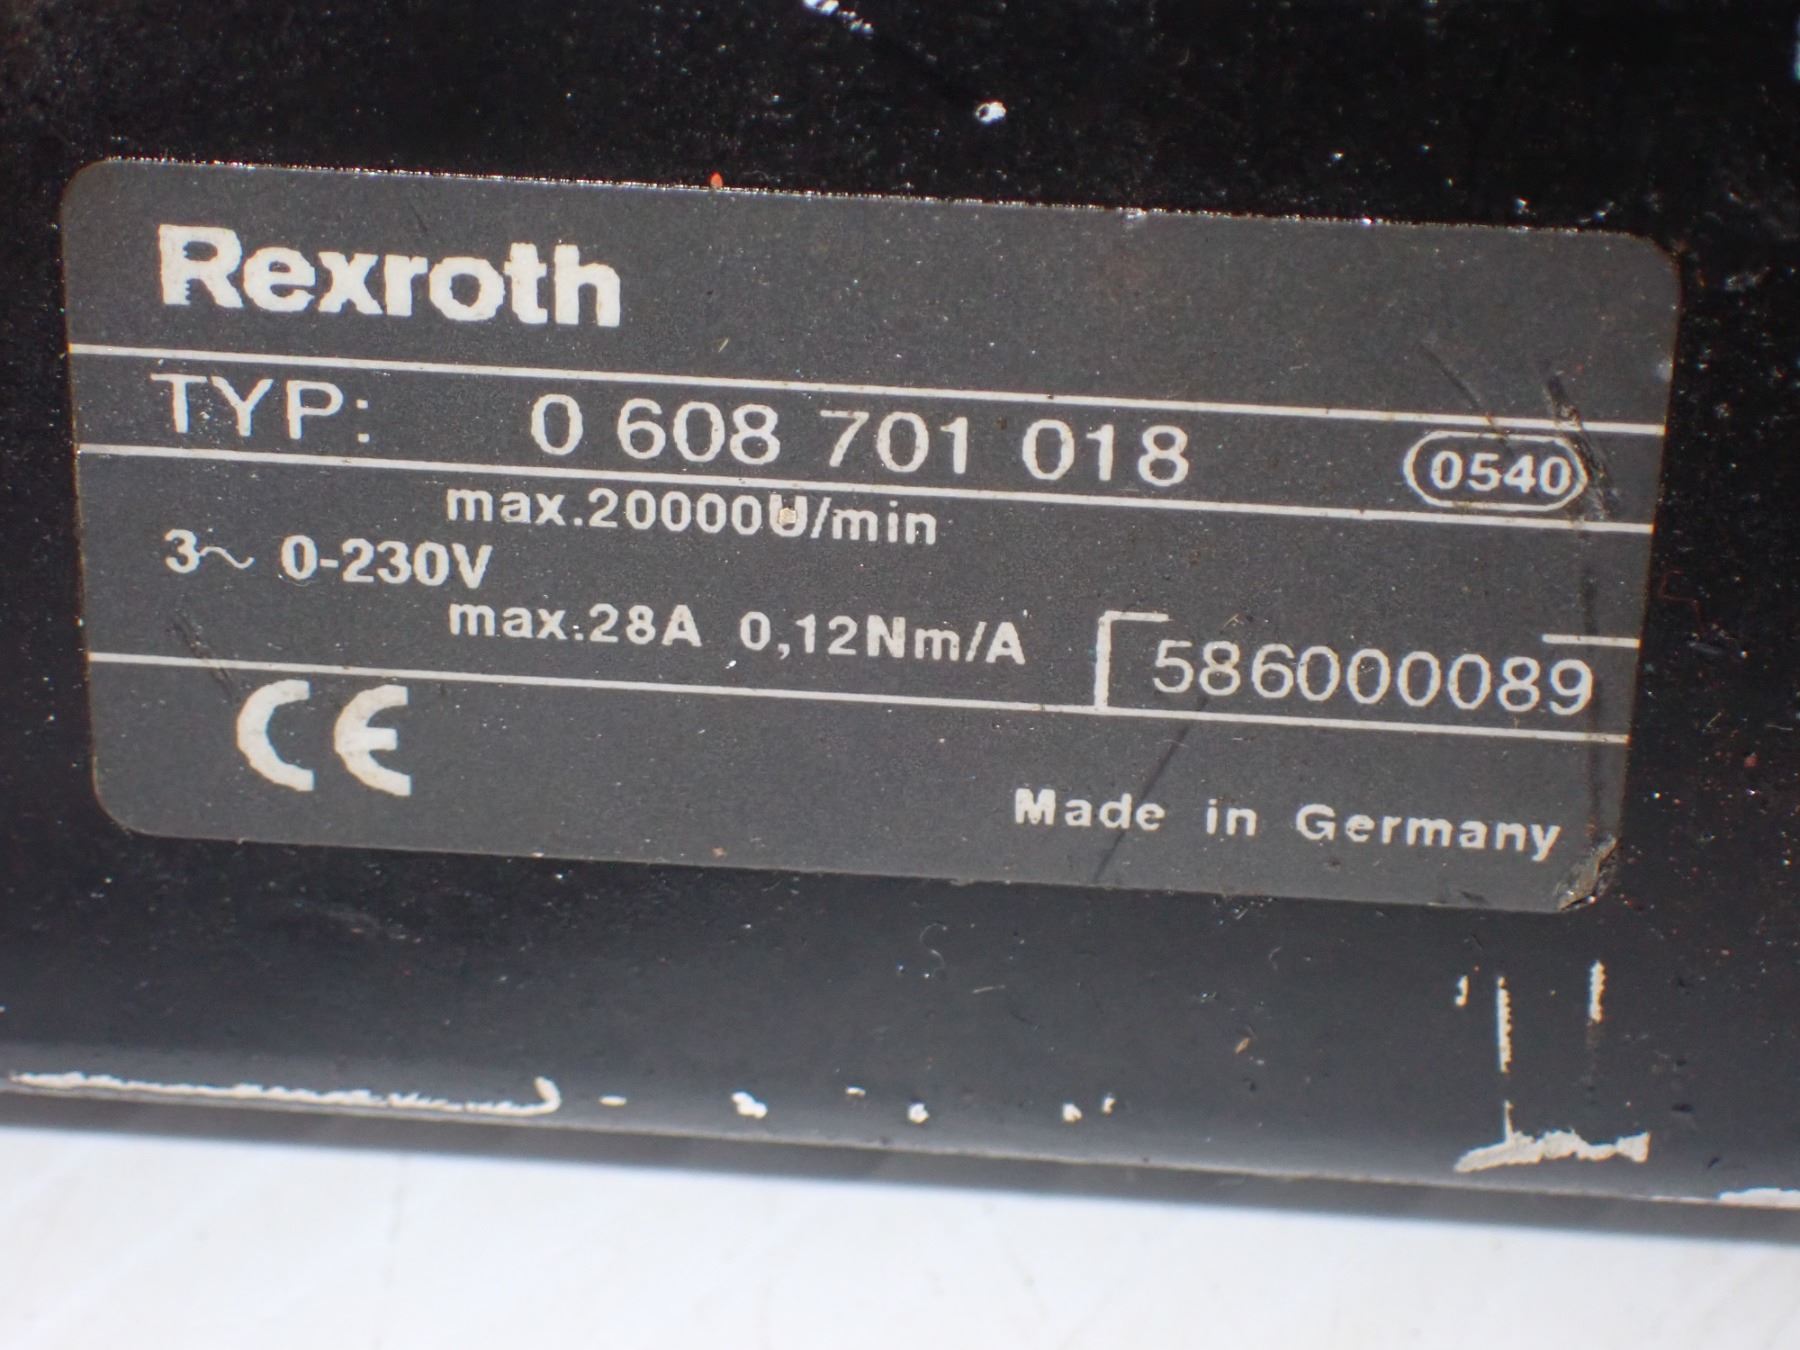 Rexroth
TYP: 0 608 701 018 0540
max.20000U/min
3~ 0-230V
max.28A 0,12Nm/A
586000089
CE
Made in Germany